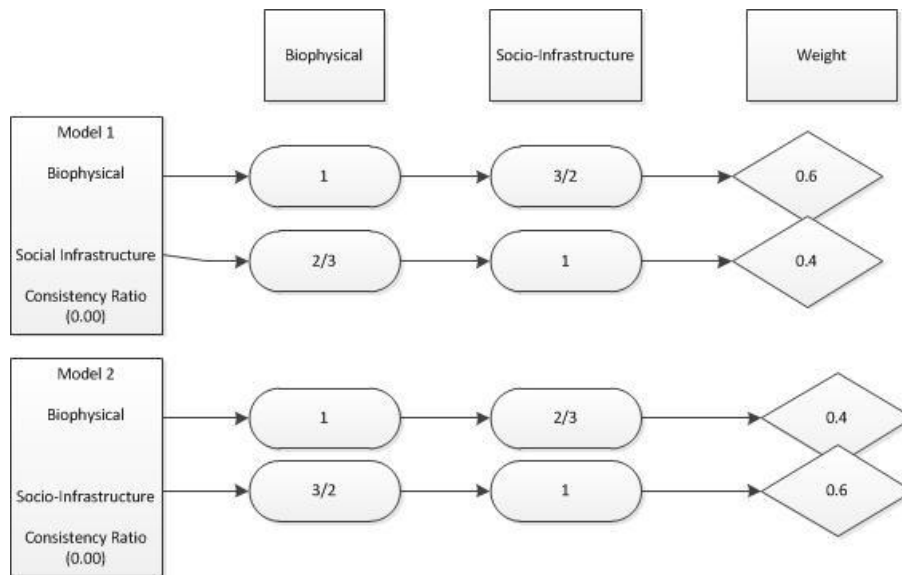 Biophysical
Socio-Infrastructure
Weight
Model 1
Biophysical
1
3/2
0.6
Social Infrastructure
2/3
1
0.4
Consistency Ratio
(0.00)
Model 2
Biophysical
1
2/3
0.4
Socio-Infrastructure
3/2
1
0.6
Consistency Ratio
(0.00)